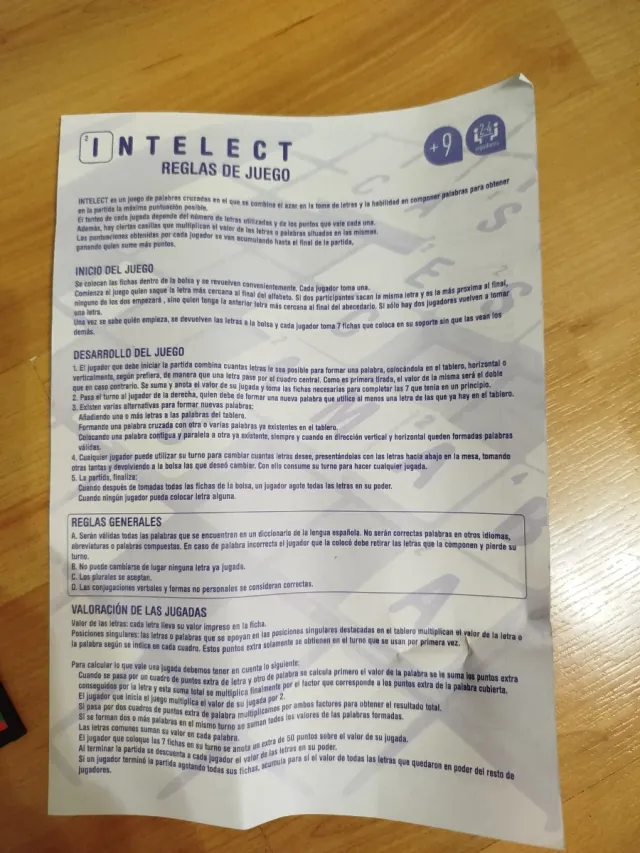 2
INTELECT
REGLAS DE JUEGO
+9
2-4
jugadores
INTELECT es un juego de palabras cruzadas en el que se combina el azar en la toma de letras y la habilidad en componer palabras para obtener
en la partida la máxima puntuación posible.
El tanteo de cada jugada depende del número de letras utilizadas y de los puntos que vale cada una.
Además, hay ciertas casillas que multiplican el valor de las letras o palabras situadas en las mismas.
Las puntuaciones obtenidas por cada jugador se van acumulando hasta el final de la partida,
ganando quien sume más puntos.
INICIO DEL JUEGO
Se colocan las fichas dentro de la bolsa y se revuelven convenientemente. Cada jugador toma una.
Comienza el juego quien saque la letra más cercana al final del alfabeto. Si dos participantes sacan la misma letra y es la más proxima al final,
ninguno de los dos empezará, sino quien tenga la anterior letra más cercana al final del abecedario. Si sólo hay dos jugadores vuelven a tomar
una letra.
Una vez se sabe quién empieza, se devuelven las letras a la bolsa y cada jugador toma 7 fichas que coloca en su soporte sin que las vean los
demás.
DESARROLLO DEL JUEGO
1. El jugador que debe iniciar la partida combina cuantas letras le sea posible para formar una palabra, colocándola en el tablero, horizontal o
verticalmente, según prefiera, de manera que una letra pase por el cuadro central. Como es primera tirada, el valor de la misma será el doble
que en caso contrario. Se suma y anota el valor de su jugada y toma las fichas necesarias para completar las 7 que tenía en un principio.
2. Pasa el turno al jugador de la derecha, quien debe de formar una nueva palabra que utilice al menos una letra de las que ya hay en el tablero.
3. Existen varias alternativas para formar nuevas palabras:
Añadiendo una o más letras a las palabras del tablero.
Formando una palabra cruzada con otra o varias palabras ya existentes en el tablero.
Colocando una palabra contigua y paralela a otra ya existente, siempre y cuando en dirección vertical y horizontal queden formadas palabras
válidas.
4. Cualquier jugador puede utilizar su turno para cambiar cuantas letras desee, presentándolas con las letras hacia abajo en la mesa, tomando
otras tantas y devolviendo a la bolsa las que deseó cambiar. Con ello consume su turno para hacer cualquier jugada.
5. La partida, finaliza:
Cuando después de tomadas todas las fichas de la bolsa, un jugador agote todas las letras en su poder.
Cuando ningún jugador pueda colocar letra alguna.
REGLAS GENERALES
A. Serán válidas todas las palabras que se encuentren en un diccionario de la lengua española. No serán correctas palabras en otros idiomas,
abreviaturas o palabras compuestas. En caso de palabra incorrecta el jugador que la colocó debe retirar las letras que la componen y pierde su
turno.
B. No puede cambiarse de lugar ninguna letra ya jugada.
C. Los plurales se aceptan.
D. Las conjugaciones verbales y formas no personales se consideran correctas.
VALORACIÓN DE LAS JUGADAS
Valor de las letras: cada letra lleva su valor impreso en la ficha.
Posiciones singulares: las letras o palabras que se apoyan en las posiciones singulares destacadas en el tablero multiplican el valor de la letra o
la palabra según se indica en cada cuadro. Estos puntos extra solamente se obtienen en el turno que se usan por primera vez.
Para calcular lo que vale una jugada debemos tener en cuenta lo siguiente:
Cuando se pasa por un cuadro de puntos extra de letra y otro de palabra se calcula primero el valor de la palabra se le suma los puntos extra
conseguidos por la letra y esta suma total se multiplica finalmente por el factor que corresponde a los puntos extra de la palabra cubierta.
El jugador que inicia el juego multiplica el valor de su jugada por 2.
Si pasa por dos cuadros de puntos extra de palabra multiplicamos por ambos factores para obtener el resultado total.
Si se forman dos o más palabras en el mismo turno se suman todos los valores de las palabras formadas.
Las letras comunes suman su valor en cada palabra.
El jugador que coloque las 7 fichas en su turno se anota un extra de 50 puntos sobre el valor de su jugada.
Al terminar la partida se descuenta a cada jugador el valor de las letras en su poder.
Si un jugador terminó la partida agotando todas sus fichas, acumula para si el valor de todas las letras que quedaron en poder del resto de
jugadores.